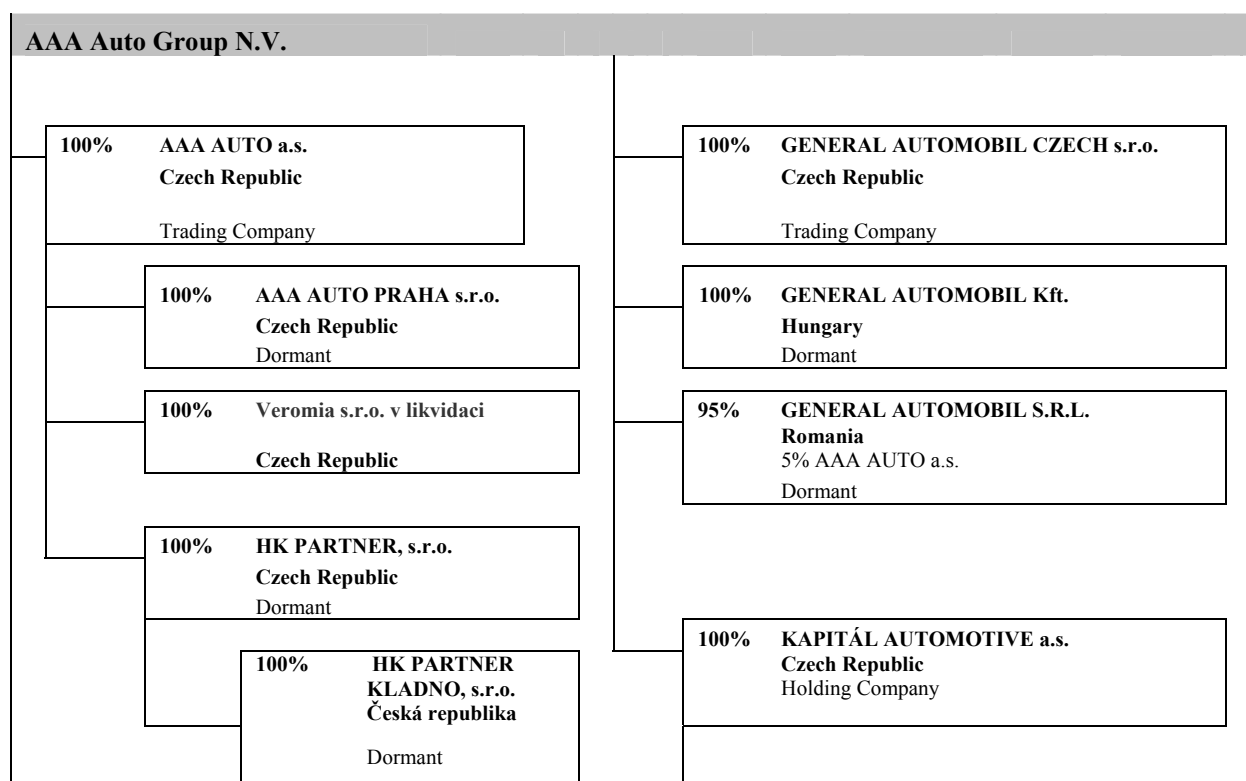 AAA Auto Group N.V.
100% AAA AUTO a.s.
Czech Republic
Trading Company
100% AAA AUTO PRAHA s.r.o.
Czech Republic
Dormant
100% Veromia s.r.o. v likvidaci
Czech Republic
100% HK PARTNER, s.r.o.
Czech Republic
Dormant
100% HK PARTNER
KLADNO, s.r.o.
Česká republika
Dormant
100% GENERAL AUTOMOBIL CZECH s.r.o.
Czech Republic
Trading Company
100% GENERAL AUTOMOBIL Kft.
Hungary
Dormant
95% GENERAL AUTOMOBIL S.R.L.
Romania
5% AAA AUTO a.s.
Dormant
100% KAPITÁL AUTOMOTIVE a.s.
Czech Republic
Holding Company